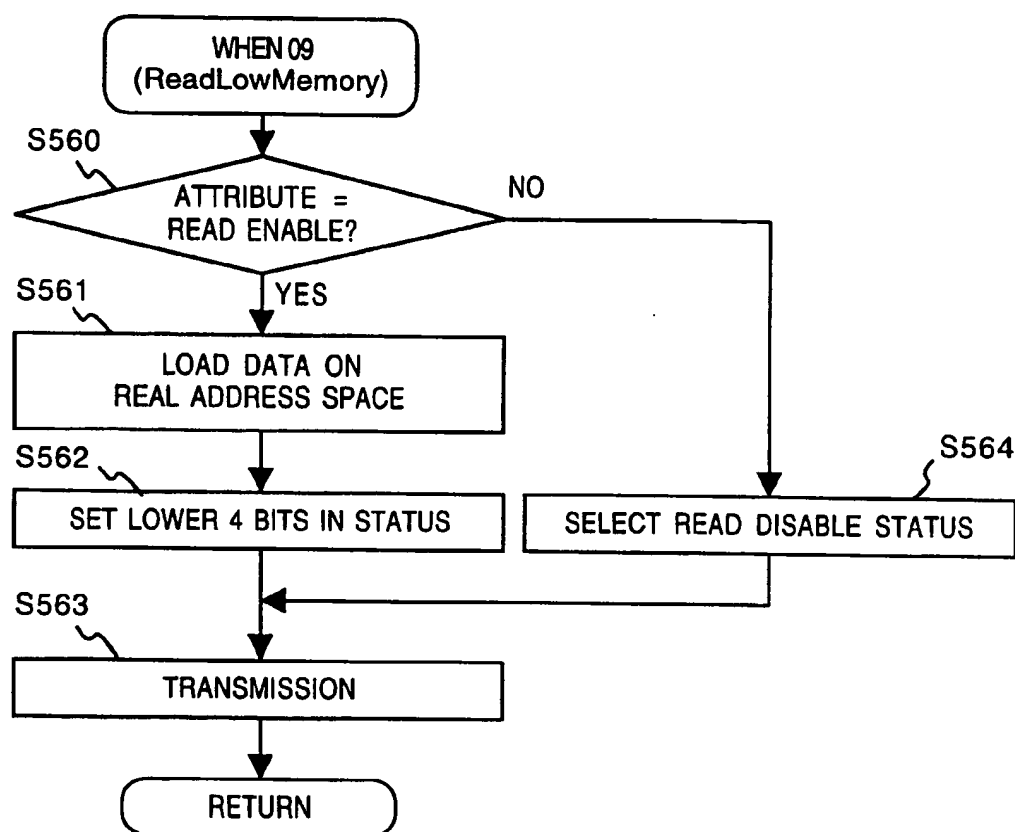 WHEN 09
(ReadLowMemory)
S560
ATTRIBUTE =
READ ENABLE?
NO
YES
S561
LOAD DATA ON
REAL ADDRESS SPACE
S562
SET LOWER 4 BITS IN STATUS
S564
SELECT READ DISABLE STATUS
S563
TRANSMISSION
RETURN